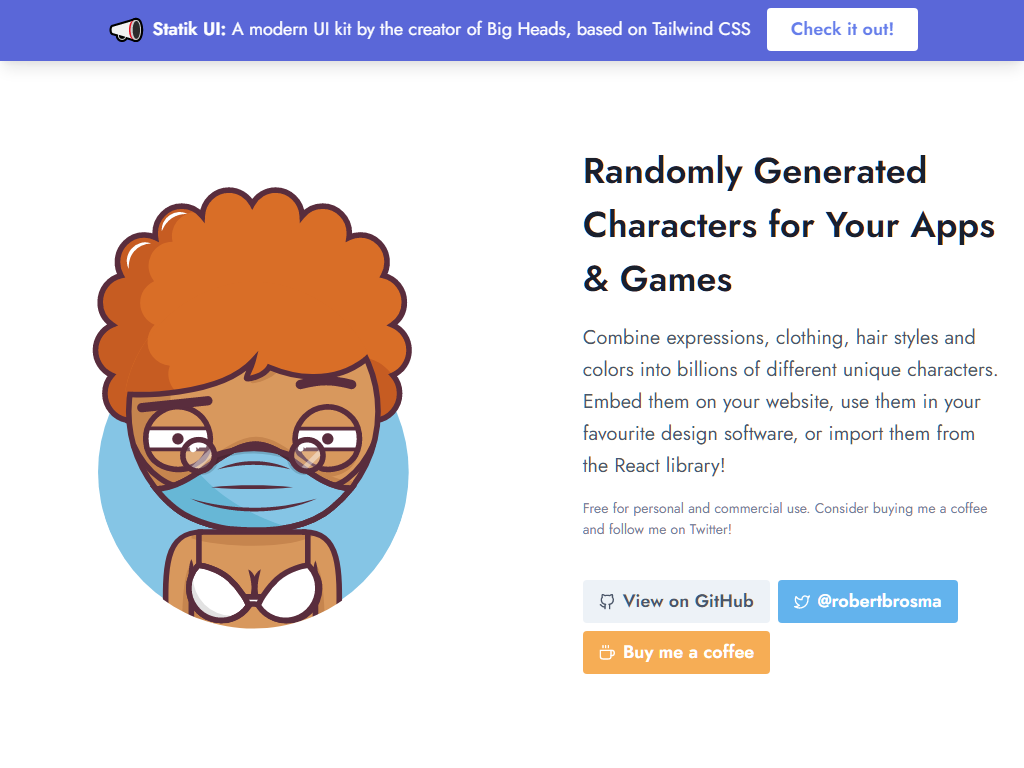 Statik UI: A modern UI kit by the creator of Big Heads, based on Tailwind CSS
Check it out!
Randomly Generated
Characters for Your Apps
& Games
Combine expressions, clothing, hair styles and
colors into billions of different unique characters.
Embed them on your website, use them in your
favourite design software, or import them from
the React library!
Free for personal and commercial use. Consider buying me a coffee
and follow me on Twitter!
View on GitHub
@robertbrosma
Buy me a coffee